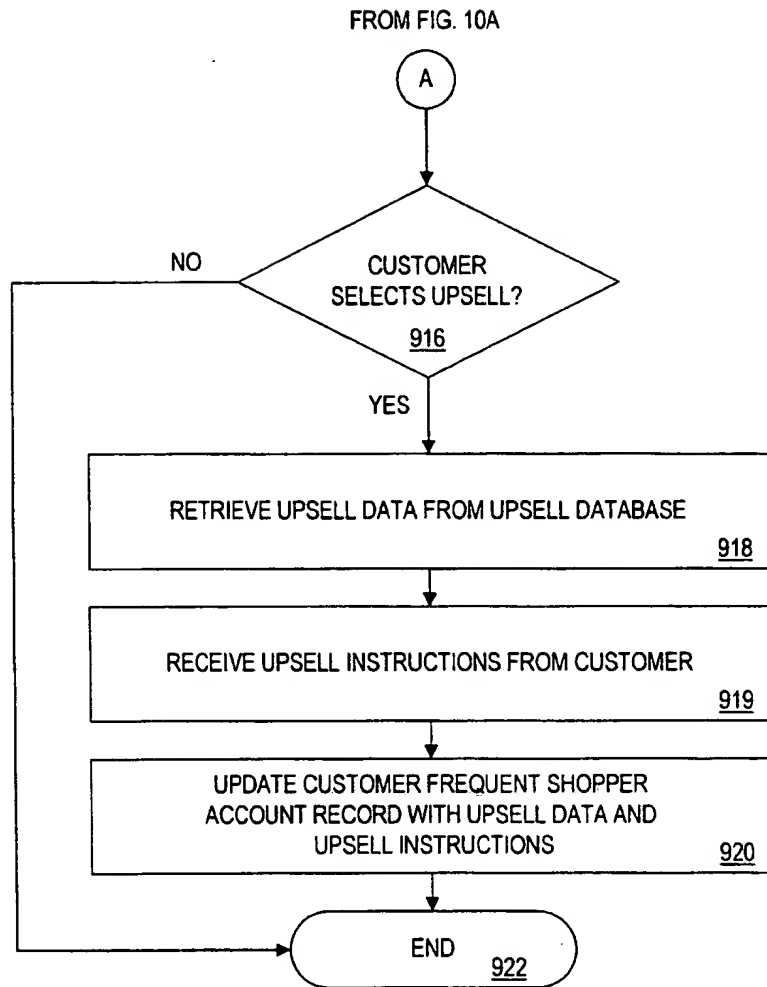 FROM FIG. 10A
A
NO
CUSTOMER
SELECTS UPSELL?
916
YES
RETRIEVE UPSELL DATA FROM UPSELL DATABASE
918
RECEIVE UPSELL INSTRUCTIONS FROM CUSTOMER
919
UPDATE CUSTOMER FREQUENT SHOPPER
ACCOUNT RECORD WITH UPSELL DATA AND
UPSELL INSTRUCTIONS
920
END
922